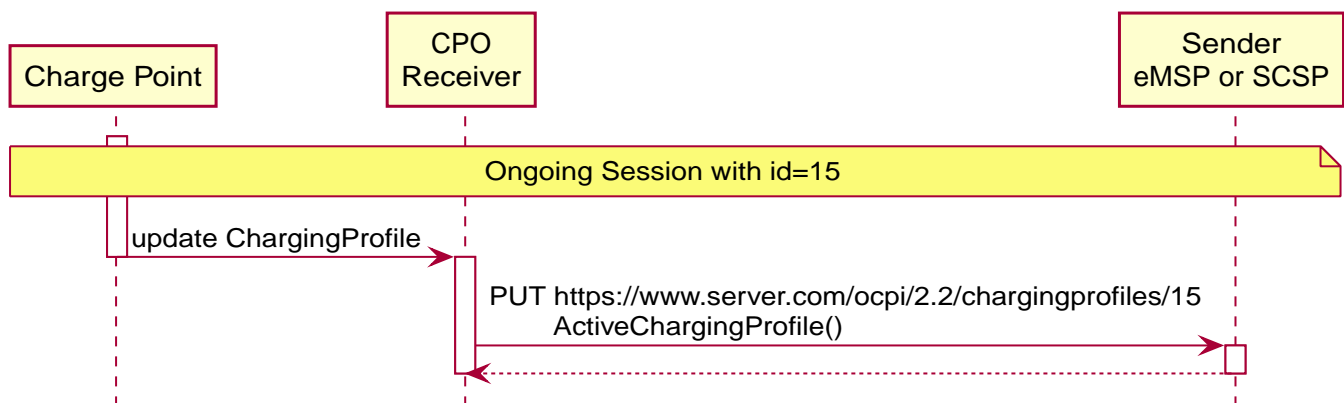 Charge Point
CPO
Receiver
Sender
eMSP or SCSP
Ongoing Session with id=15
update ChargingProfile
PUT https://www.server.com/ocpi/2.2/chargingprofiles/15
ActiveChargingProfile()